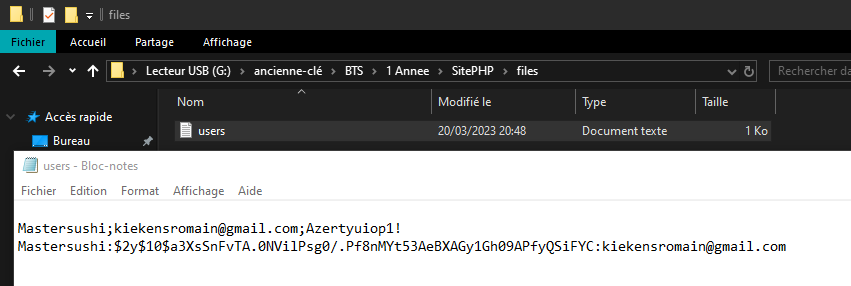 files
Fichier Accueil Partage Affichage
Lecteur USB (G:) > ancienne-clé > BTS > 1 Annee > SitePHP > files
Rechercher da
Accès rapide
Bureau
Nom Modifié le Type Taille
users 20/03/2023 20:48 Document texte 1 Ko
users - Bloc-notes
Fichier Edition Format Affichage Aide
Mastersushi;kiekensromain@gmail.com;Azertyuiop1!
Mastersushi:$2y$10$a3XsSnFvTA.0NVilPsg0/.Pf8nMYt53AeBXAGy1Gh09APfyQSiFYC:kiekensromain@gmail.com